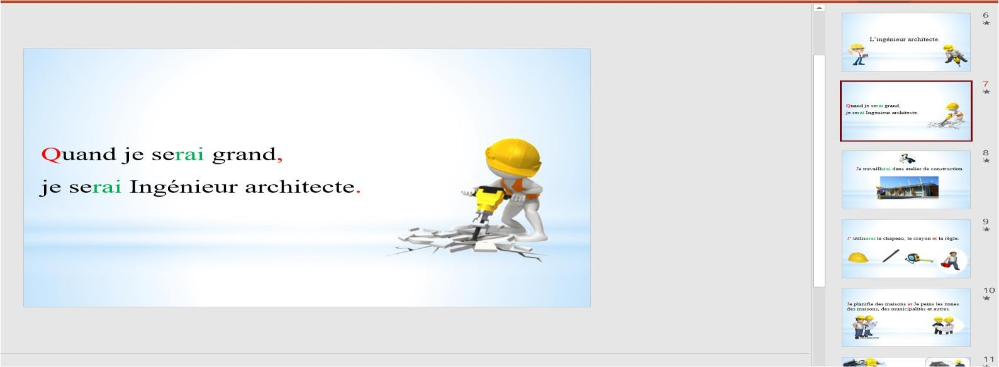 Quand je serai grand,
je serai Ingénieur architecte.
6
L'ingénieur architecte.
7
Quand je serai grand,
je serai Ingénieur architecte.
8
Je travaillerai dans atelier de construction
9
J' utiliserai le chapeau, le crayon et la règle.
10
Je planifie des maisons et Je peins les zones
des maisons, des municipalités et autres.
11